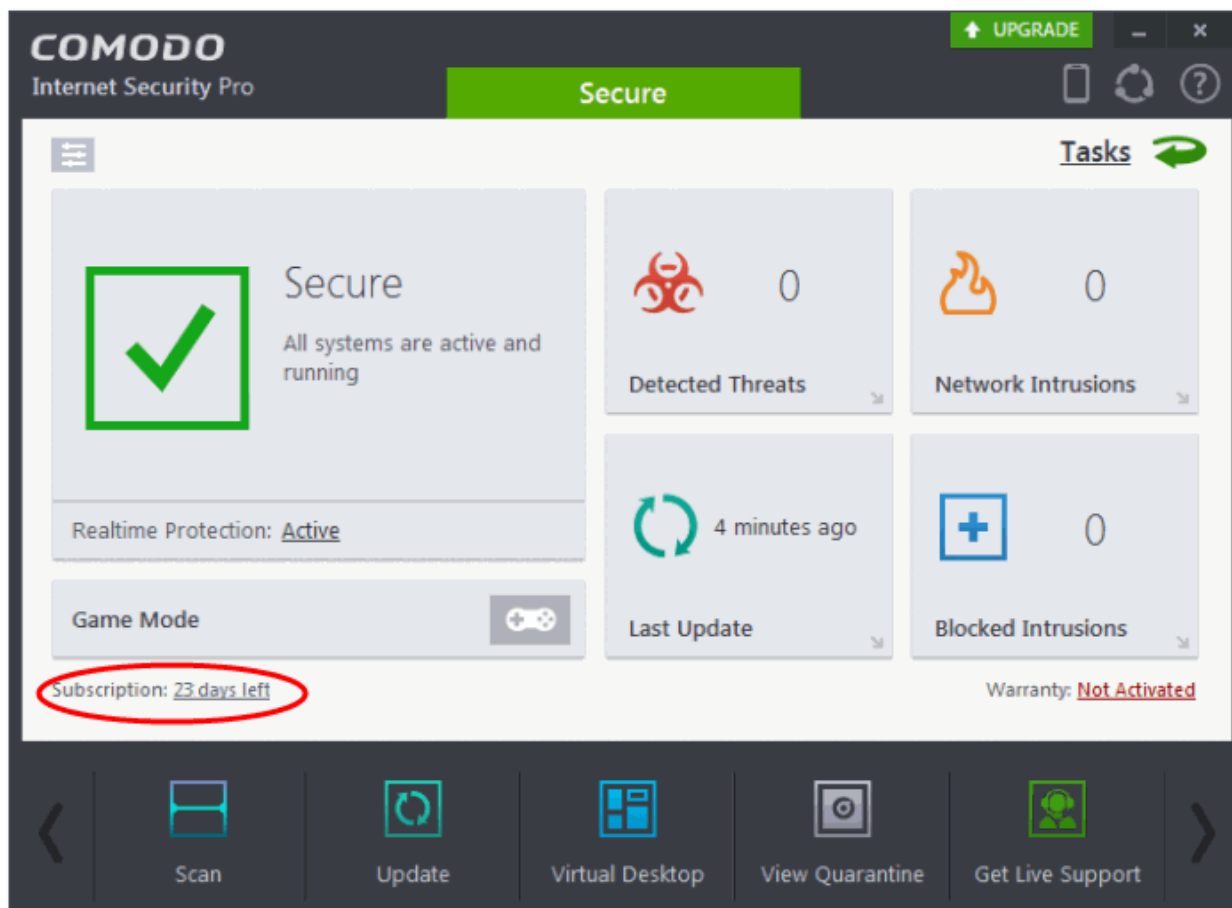 UPGRADE
COMODO
Internet Security Pro
Secure
Tasks
Secure
All systems are active and
running
Realtime Protection: Active
Game Mode
0
Detected Threats
0
Network Intrusions
4 minutes ago
Last Update
0
Blocked Intrusions
Subscription: 23 days left
Warranty: Not Activated
Scan
Update
Virtual Desktop
View Quarantine
Get Live Support